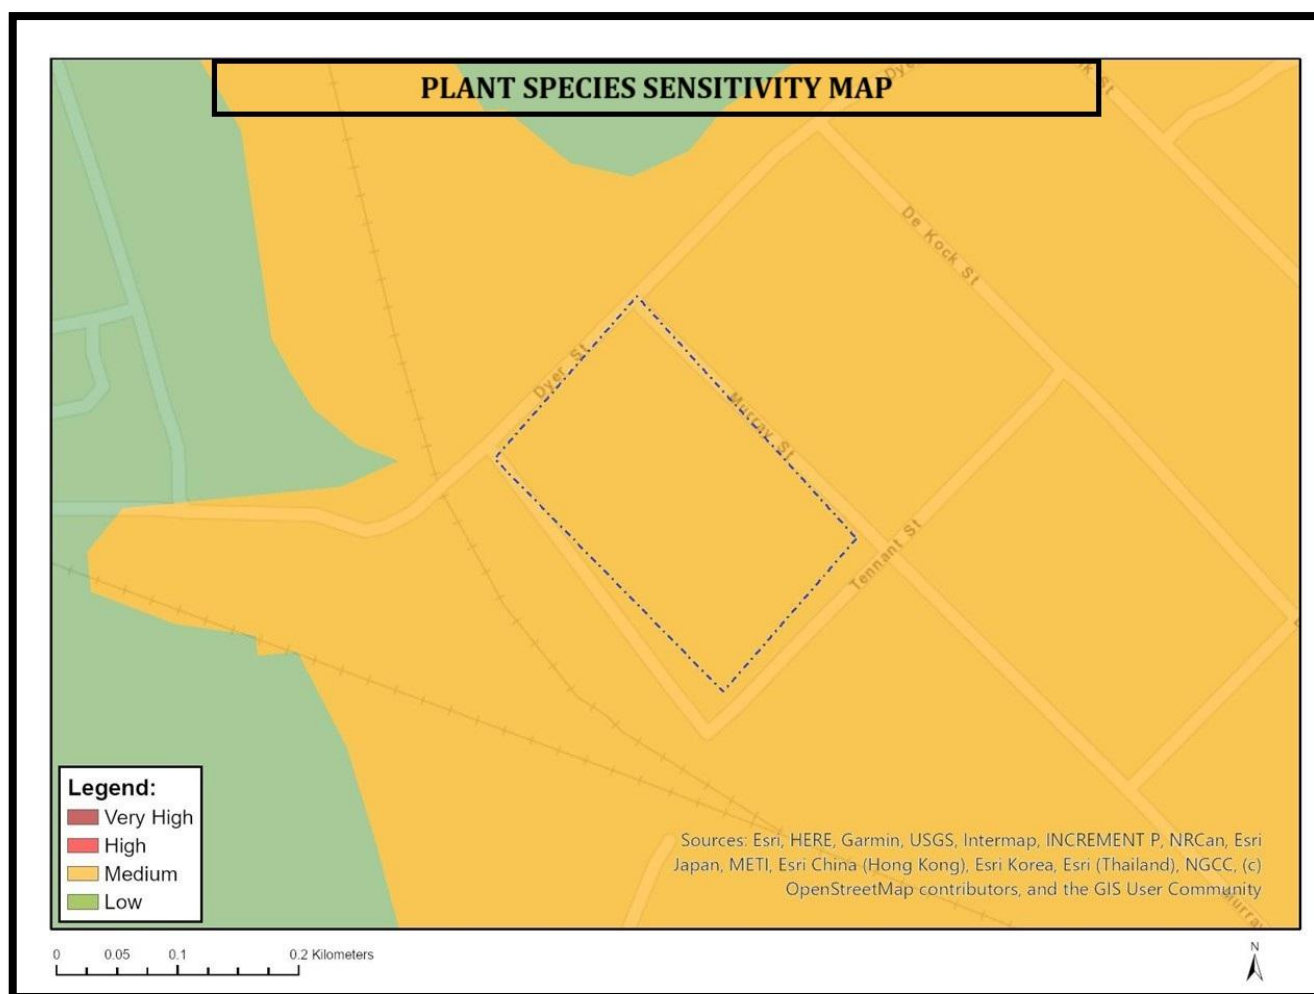 PLANT SPECIES SENSITIVITY MAP
De Kock St
Dyer St
Murray St
Tennant St
Legend:
Very High
High
Medium
Low
Sources: Esri, HERE, Garmin, USGS, Intermap, INCREMENT P, NRCan, Esri
Japan, METI, Esri China (Hong Kong), Esri Korea, Esri (Thailand), NGCC, (c)
OpenStreetMap contributors, and the GIS User Community
0 0.05 0.1 0.2 Kilometers
N